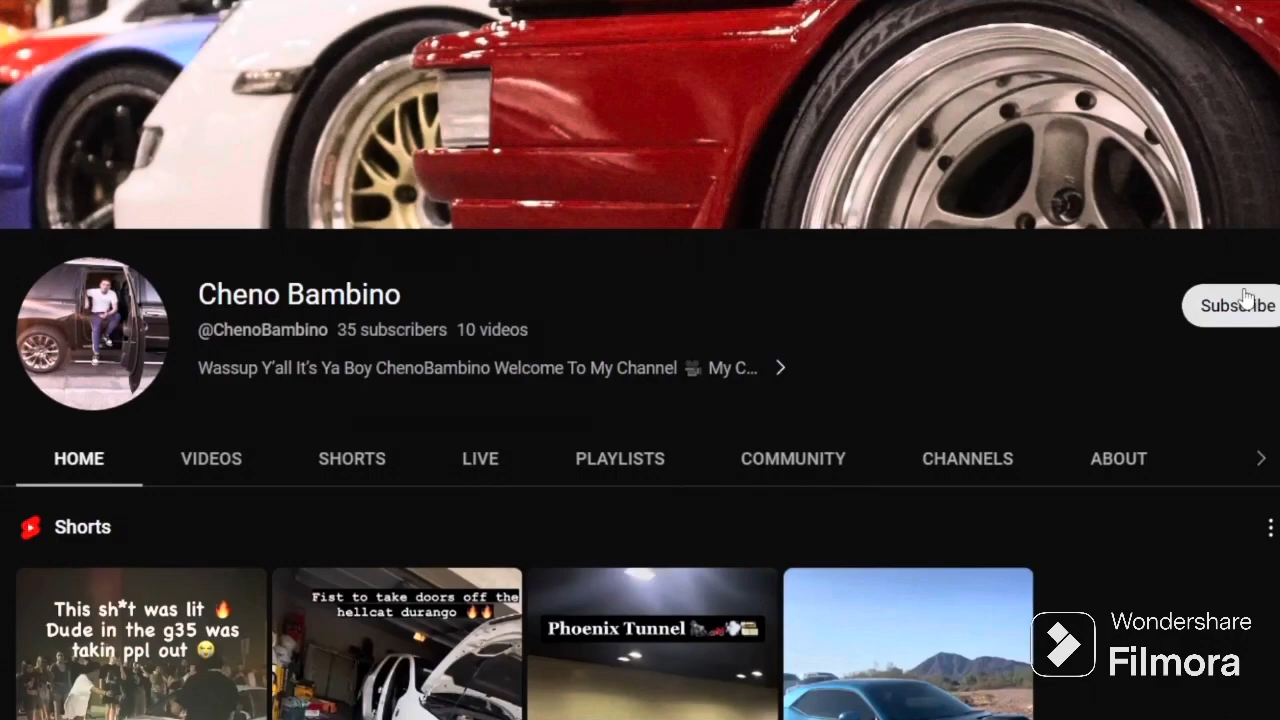 PROXES
Cheno Bambino
@ChenoBambino 35 subscribers 10 videos
Subscribe
Wassup Y'all It's Ya Boy ChenoBambino Welcome To My Channel 🎥 My C...
HOME VIDEOS SHORTS LIVE PLAYLISTS COMMUNITY CHANNELS ABOUT
Shorts
This sh*t was lit 🔥
Dude in the g35 was
takin ppl out 😭
Fist to take doors off the
hellcat durango 🔥🔥
Phoenix Tunnel
Wondershare
Filmora